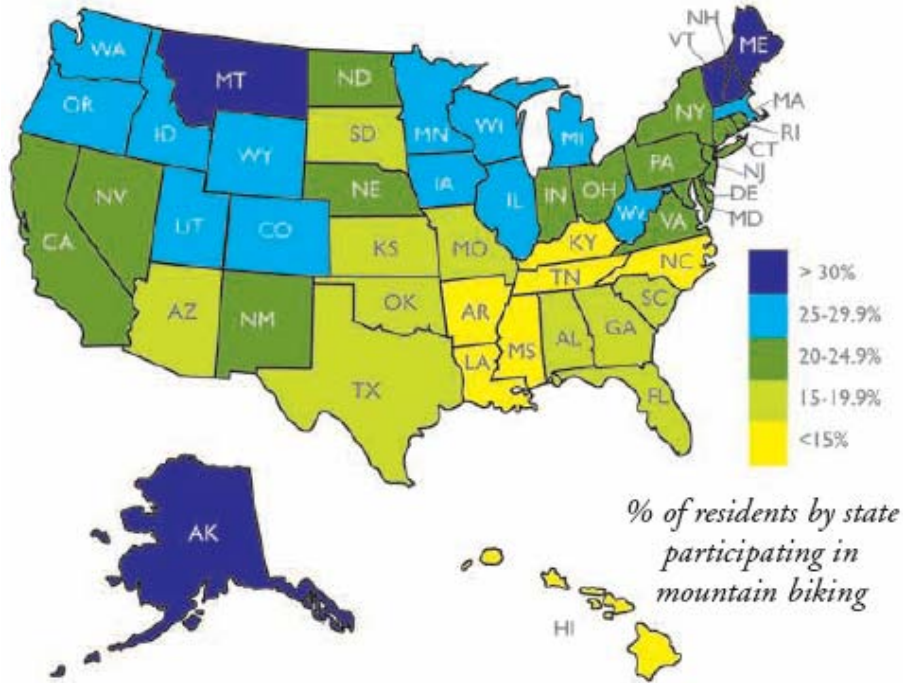 NH
VT
ME
WA
MT
ND
OR
ID
MN
WI
MI
NY
MA
RI
CT
SD
WY
IA
PA
NJ
NV
NE
IL
IN
OH
DE
MD
UT
CO
WV
VA
CA
KS
MO
KY
NC
AZ
NM
OK
AR
TN
SC
TX
LA
MS
AL
GA
FL
> 30%
25-29.9%
20-24.9%
15-19.9%
<15%
AK
HI
% of residents by state
participating in
mountain biking